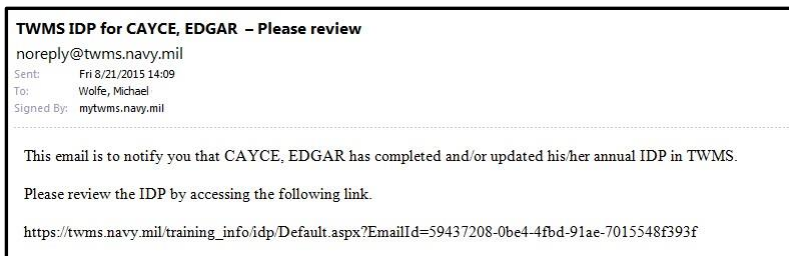 TWMS IDP for CAYCE, EDGAR – Please review
noreply@twms.navy.mil
Sent: Fri 8/21/2015 14:09
To: Wolfe, Michael
Signed By: mytwms.navy.mil
This email is to notify you that CAYCE, EDGAR has completed and/or updated his/her annual IDP in TWMS.
Please review the IDP by accessing the following link.
https://twms.navy.mil/training_info/idp/Default.aspx?EmailId=59437208-0be4-4fbd-91ae-7015548f393f